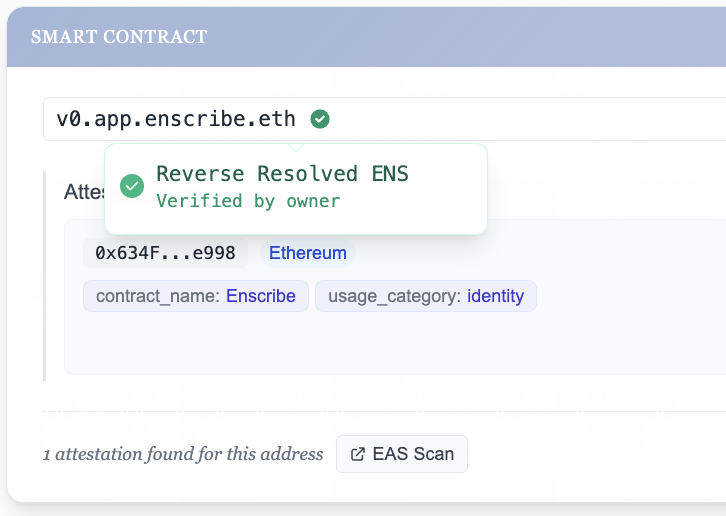 SMART CONTRACT
v0.app.enscribe.eth
Reverse Resolved ENS
Verified by owner
0x634F...e998 Ethereum
contract_name: Enscribe usage_category: identity
1 attestation found for this address EAS Scan